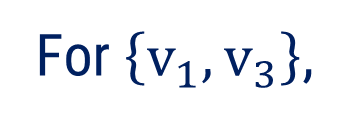 For {v₁, v₃},